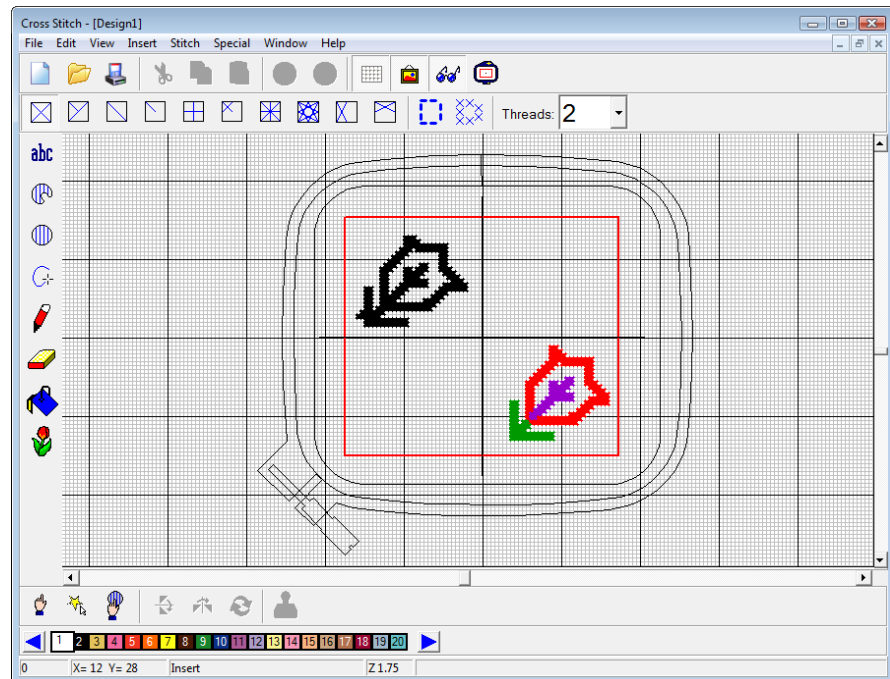 Cross Stitch - [Design1]
File Edit View Insert Stitch Special Window Help
Threads: 2
abc
1 2 3 4 5 6 7 8 9 10 11 12 13 14 15 16 17 18 19 20
0 X= 12 Y= 28 Insert Z 1.75